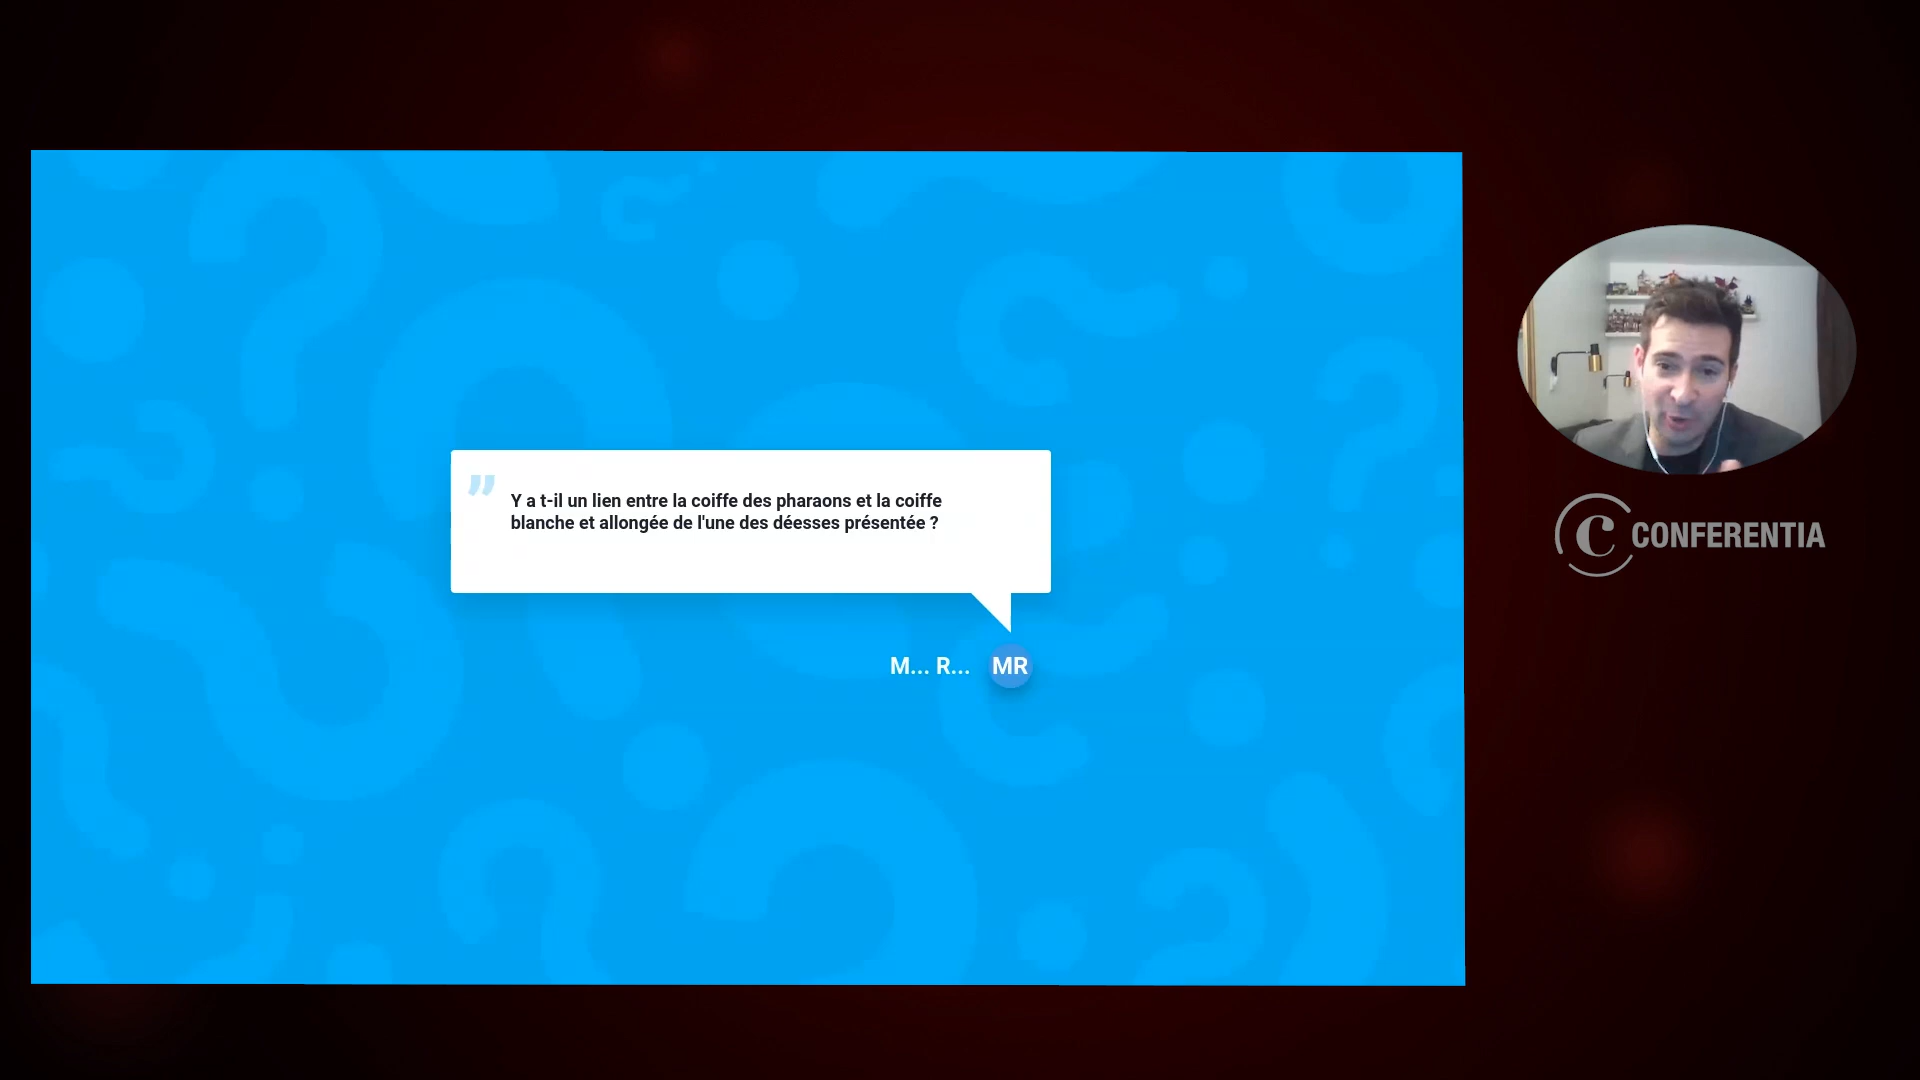 Y a t-il un lien entre la coiffe des pharaons et la coiffe
blanche et allongée de l'une des déesses présentée ?
M... R... MR
C CONFERENTIA